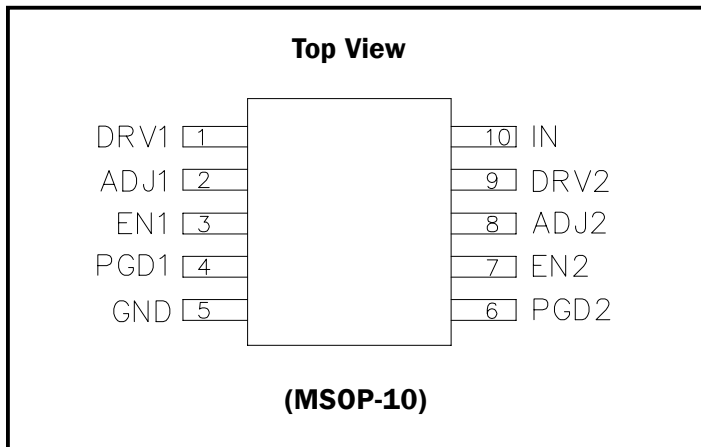 Top View
DRV1 1 10 IN
ADJ1 2 9 DRV2
EN1 3 8 ADJ2
PGD1 4 7 EN2
GND 5 6 PGD2
(MSOP-10)